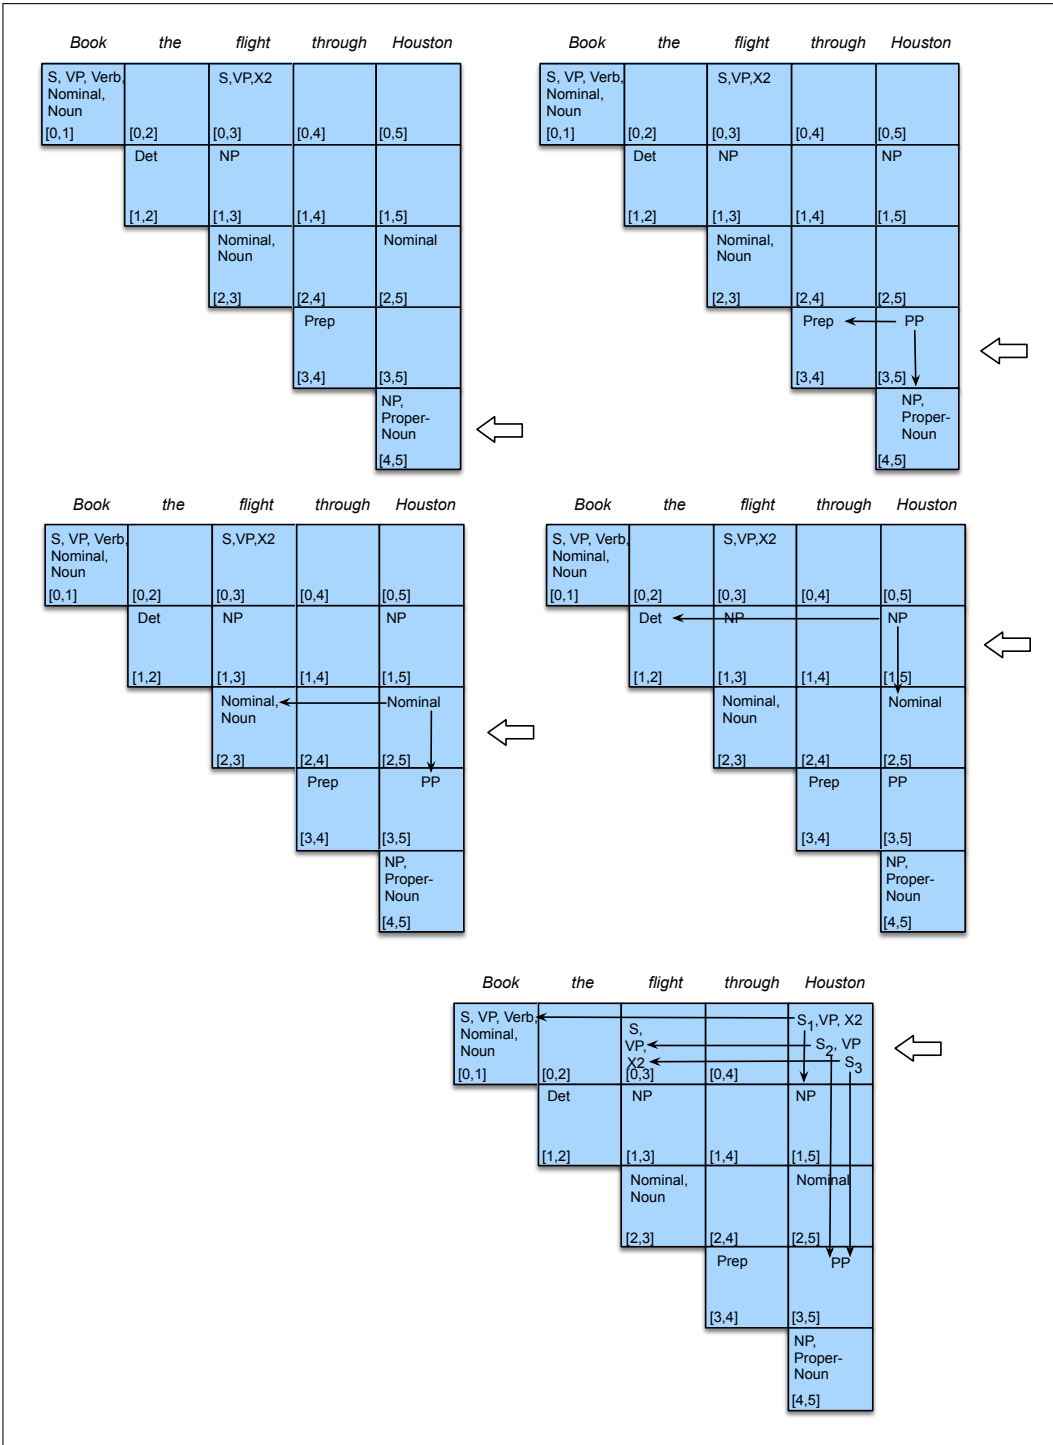 Book the flight through Houston
S, VP, Verb, Nominal, Noun
[0,1]
[0,2]
S,VP,X2
[0,3]
[0,4]
[0,5]
Det
[1,2]
NP
[1,3]
[1,4]
[1,5]
Nominal, Noun
[2,3]
[2,4]
Nominal
[2,5]
Prep
[3,4]
[3,5]
NP, Proper-Noun
[4,5]
Book the flight through Houston
S, VP, Verb, Nominal, Noun
[0,1]
[0,2]
S,VP,X2
[0,3]
[0,4]
[0,5]
Det
[1,2]
NP
[1,3]
[1,4]
NP
[1,5]
Nominal, Noun
[2,3]
[2,4]
[2,5]
Prep
[3,4]
PP
[3,5]
NP, Proper-Noun
[4,5]
Book the flight through Houston
S, VP, Verb, Nominal, Noun
[0,1]
[0,2]
S,VP,X2
[0,3]
[0,4]
[0,5]
Det
[1,2]
NP
[1,3]
[1,4]
NP
[1,5]
Nominal, Noun
[2,3]
[2,4]
Nominal
[2,5]
Prep
[3,4]
PP
[3,5]
NP, Proper-Noun
[4,5]
Book the flight through Houston
S, VP, Verb, Nominal, Noun
[0,1]
[0,2]
S,VP,X2
[0,3]
[0,4]
[0,5]
Det
[1,2]
NP
[1,3]
[1,4]
NP
[1,5]
Nominal, Noun
[2,3]
[2,4]
Nominal
[2,5]
Prep
[3,4]
PP
[3,5]
NP, Proper-Noun
[4,5]
Book the flight through Houston
S, VP, Verb, Nominal, Noun
[0,1]
[0,2]
S, VP, X2
[0,3]
[0,4]
S1,VP, X2
S2, VP
S3
Det
[1,2]
NP
[1,3]
[1,4]
NP
[1,5]
Nominal, Noun
[2,3]
[2,4]
Nominal
[2,5]
Prep
[3,4]
PP
[3,5]
NP, Proper-Noun
[4,5]